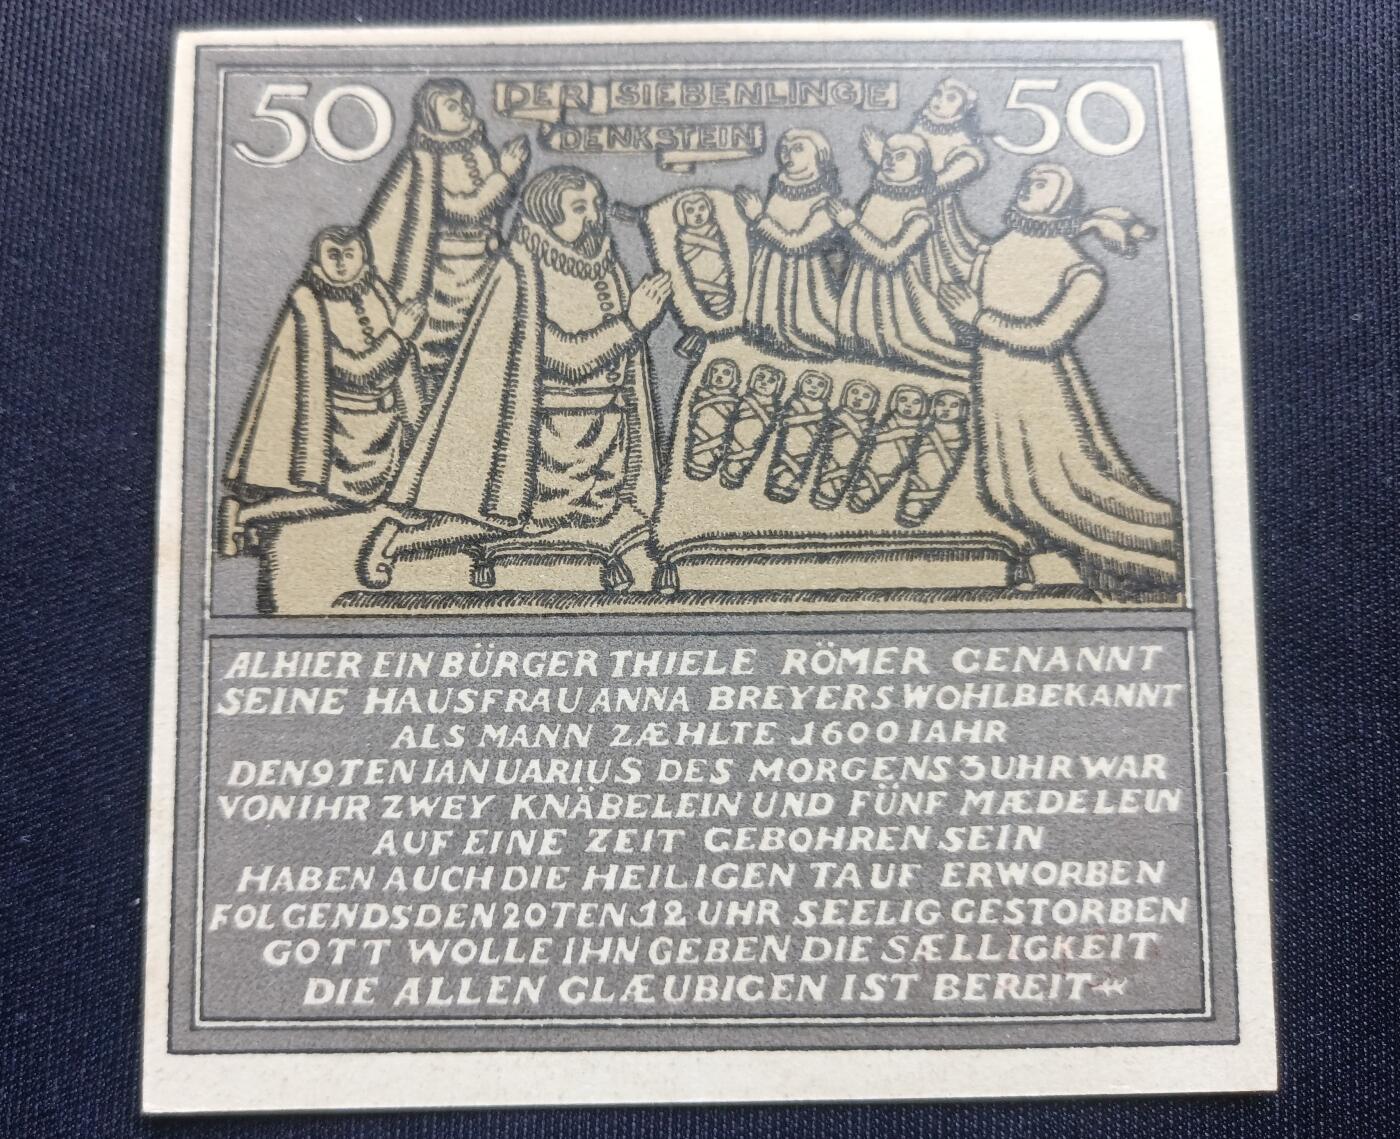 50 DER SIEBENLINGE 50
DENKSTEIN
ALHIER EIN BÜRGER THIELE RÖMER GENANNT
SEINE HAUSFRAU ANNA BREYERS WOHLBEKANNT
ALS MANN ZÆHLTE 1600 IAHR
DEN 9TEN IANUARIUS DES MORGENS 3 UHR WAR
VON IHR ZWEY KNÄBELEIN UND FÜNF MÆDELEIN
AUF EINE ZEIT GEBOHREN SEIN
HABEN AUCH DIE HEILIGEN TAUF ERWORBEN
FOLGENDS DEN 20TEN 12 UHR SEELIG GESTORBEN
GOTT WOLLE IHN GEBEN DIE SÆLLIGKEIT
DIE ALLEN GLÆUBIGEN IST BEREIT